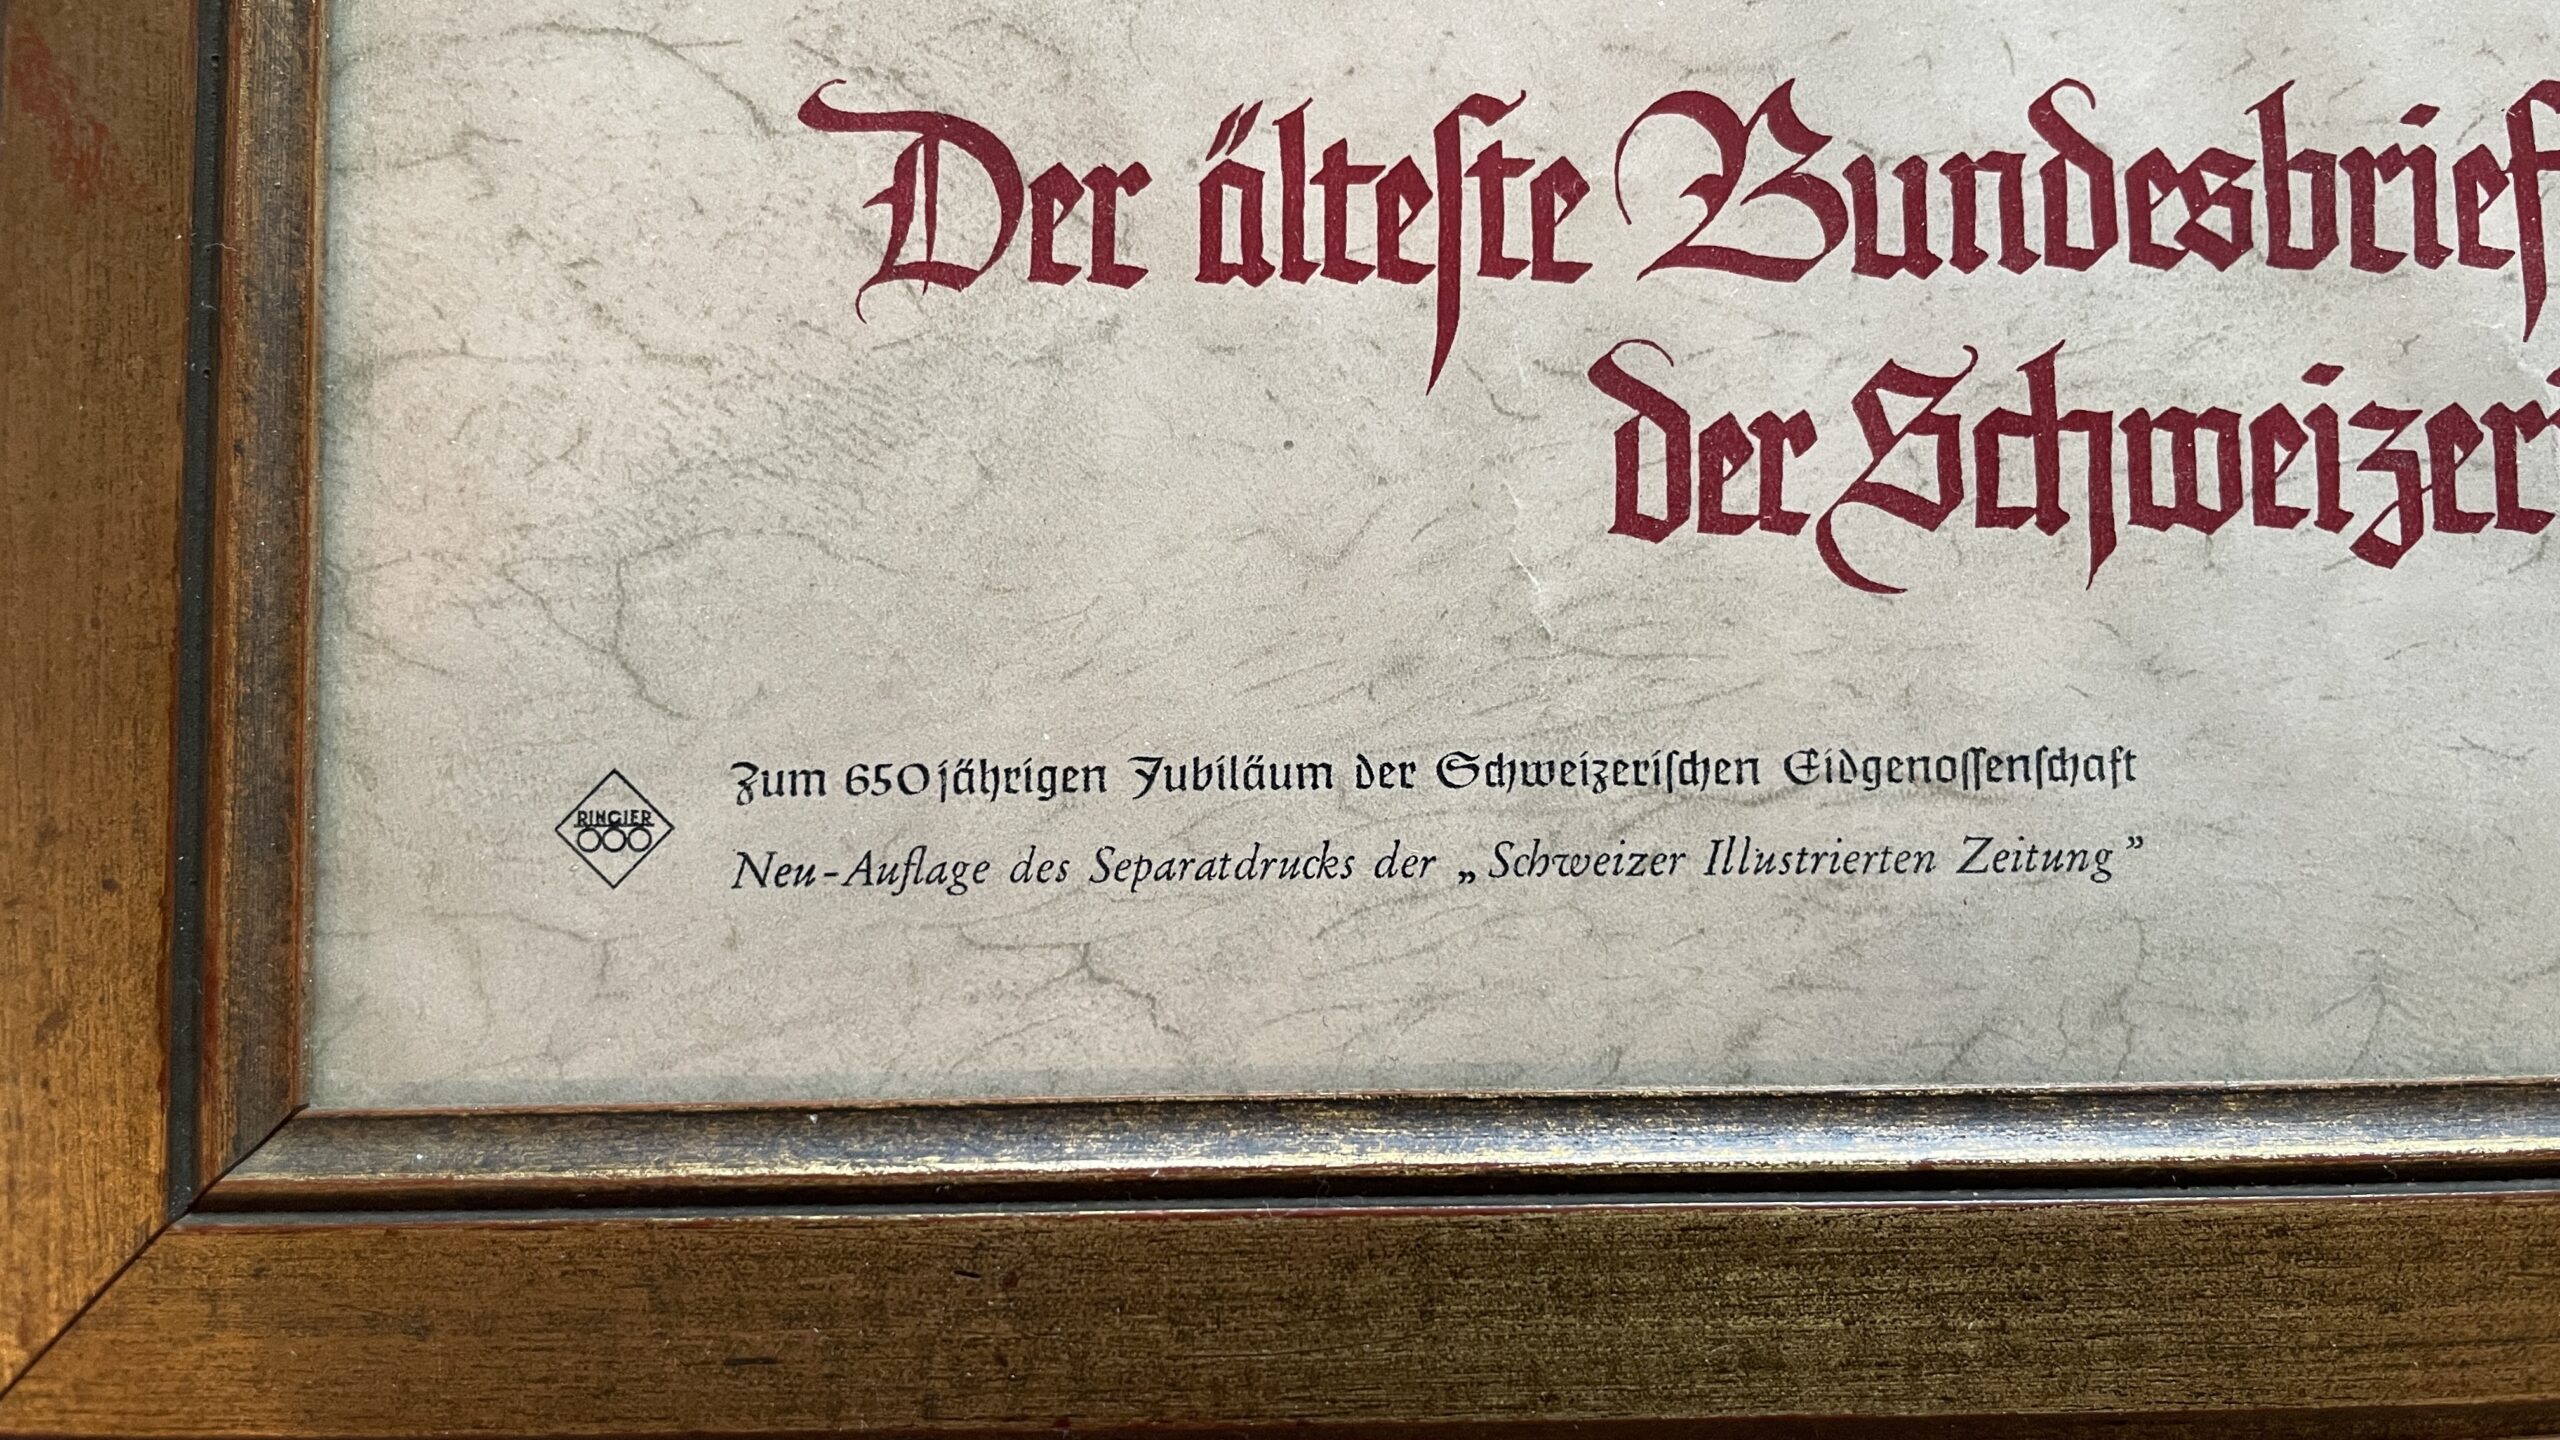 Der älteſte Bundesbrief
der Schweizeri
RINGIER
Zum 650jährigen Jubiläum der Schweizeriſchen Eidgenoſſenſchaft
Neu-Auflage des Separatdrucks der „Schweizer Illustrierten Zeitung”